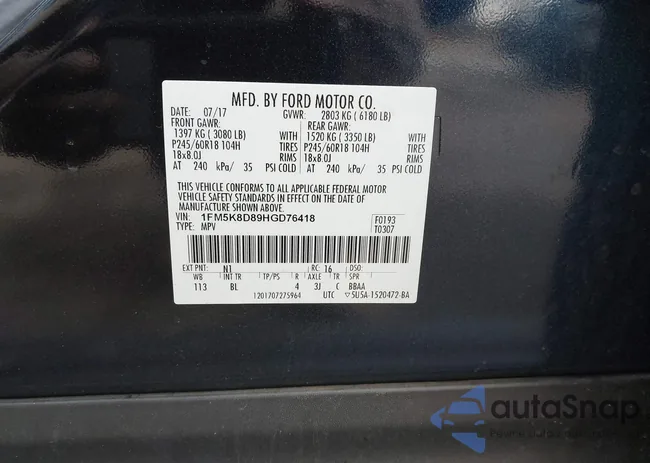 MFD. BY FORD MOTOR CO.
DATE: 07/17 GVWR: 2803 KG ( 6180 LB)
FRONT GAWR: REAR GAWR:
1397 KG ( 3080 LB) WITH 1520 KG ( 3350 LB) WITH
P245/60R18 104H TIRES P245/60R18 104H TIRES
18x8.0J RIMS 18x8.0J RIMS
AT 240 kPa/ 35 PSI COLD AT 240 kPa/ 35 PSI COLD
THIS VEHICLE CONFORMS TO ALL APPLICABLE FEDERAL MOTOR
VEHICLE SAFETY STANDARDS IN EFFECT ON THE DATE OF
MANUFACTURE SHOWN ABOVE.
VIN: 1FM5K8D89HGD76418 F0193
TYPE: MPV T0307
EXT PNT: N1 RC: 16 DSO:
WB INT TR TP/PS R AXLE TR SPR
113 BL 4 3J C BBAA
1201707275964 UTC ▽5U5A-1520472-BA
autoSnap